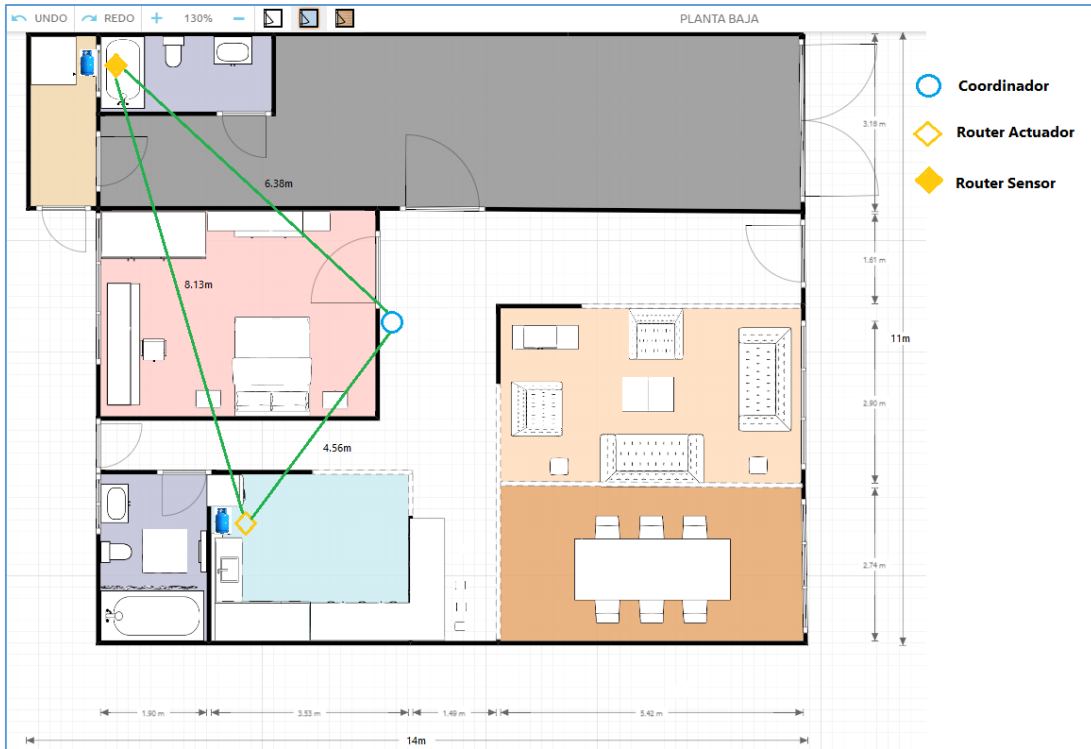 UNDO REDO + 130% − PLANTA BAJA
Coordinador
Router Actuador
Router Sensor
3.16 m
6.38m
1.61 m
8.13m
11m
2.90 m
4.56m
2.74 m
1.90 m 3.53 m 1.49 m 5.42 m
14m